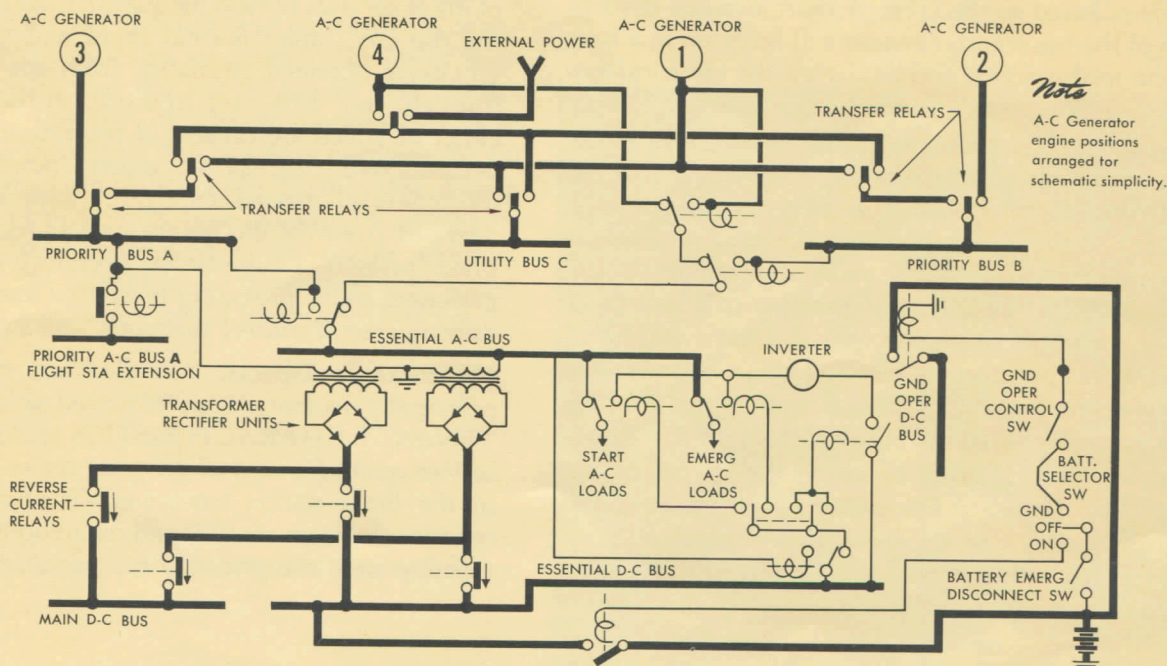 A-C GENERATOR
3
A-C GENERATOR
4
EXTERNAL POWER
A-C GENERATOR
1
A-C GENERATOR
2
Note
A-C Generator
engine positions
arranged for
schematic simplicity.
TRANSFER RELAYS
TRANSFER RELAYS
PRIORITY BUS A
UTILITY BUS C
PRIORITY BUS B
PRIORITY A-C BUS A
FLIGHT STA EXTENSION
ESSENTIAL A-C BUS
INVERTER
GND
OPER
D-C
BUS
GND
OPER
CONTROL
SW
TRANSFORMER
RECTIFIER UNITS
START
A-C
LOADS
EMERG
A-C
LOADS
BATT.
SELECTOR
SW
REVERSE
CURRENT
RELAYS
GND
OFF
ON
ESSENTIAL D-C BUS
BATTERY EMERG
DISCONNECT SW
MAIN D-C BUS